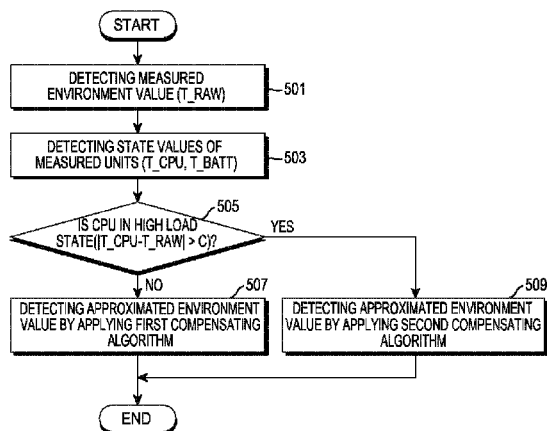 START
DETECTING MEASURED
ENVIRONMENT VALUE (T_RAW)
501
DETECTING STATE VALUES OF
MEASURED UNITS (T_CPU, T_BATT)
503
505
IS CPU IN HIGH LOAD
STATE(|T_CPU-T_RAW| > C)?
YES
NO
507
DETECTING APPROXIMATED ENVIRONMENT
VALUE BY APPLYING FIRST COMPENSATING
ALGORITHM
509
DETECTING APPROXIMATED ENVIRONMENT
VALUE BY APPLYING SECOND COMPENSATING
ALGORITHM
END